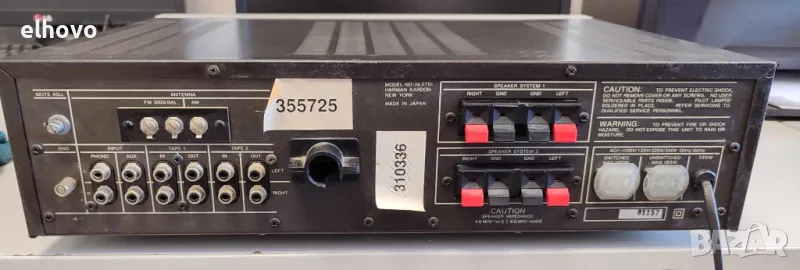 elhovo
MUTE ADJ.
ANTENNA
FM 300Ω BAL.
AM
355725
MODEL NO: hk570i
HARMAN KARDON
NEW YORK
MADE IN JAPAN
SPEAKER SYSTEM 1
RIGHT GND GND LEFT
CAUTION: TO PREVENT ELECTRIC SHOCK,
DO NOT REMOVE COVER OR ANY SCREWS. NO USER
SERVICEABLE PARTS INSIDE. PILOT LAMP(S)
SOLDERED IN PLACE. REFER SERVICING TO
QUALIFIED SERVICE PERSONNEL.
WARNING: TO PREVENT FIRE OR SHOCK
HAZARD, DO NOT EXPOSE THIS UNIT TO RAIN OR
MOISTURE.
GND
INPUT
TAPE 1
TAPE 2
PHONO AUX IN OUT IN OUT
LEFT
RIGHT
310336
SPEAKER SYSTEM 2
RIGHT GND GND LEFT
CAUTION
SPEAKER IMPEDANCE
SWITCHED
UNSWITCHED
335W
81157
BAZAR